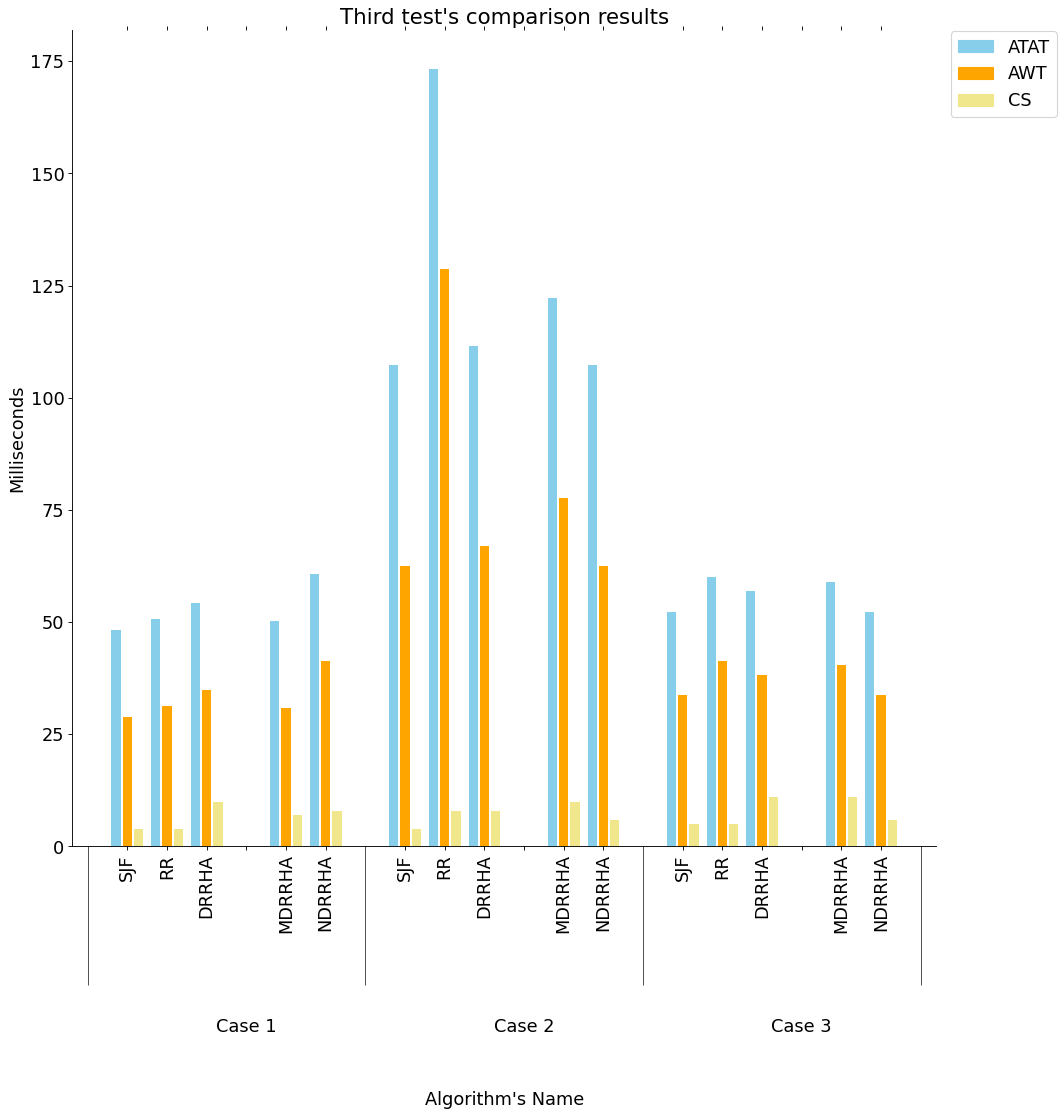 Third test's comparison results
ATAT
AWT
CS
175
150
125
100
75
50
25
0
Milliseconds
SJF
RR
DRRHA
MDRRHA
NDRRHA
SJF
RR
DRRHA
MDRRHA
NDRRHA
SJF
RR
DRRHA
MDRRHA
NDRRHA
Case 1
Case 2
Case 3
Algorithm's Name